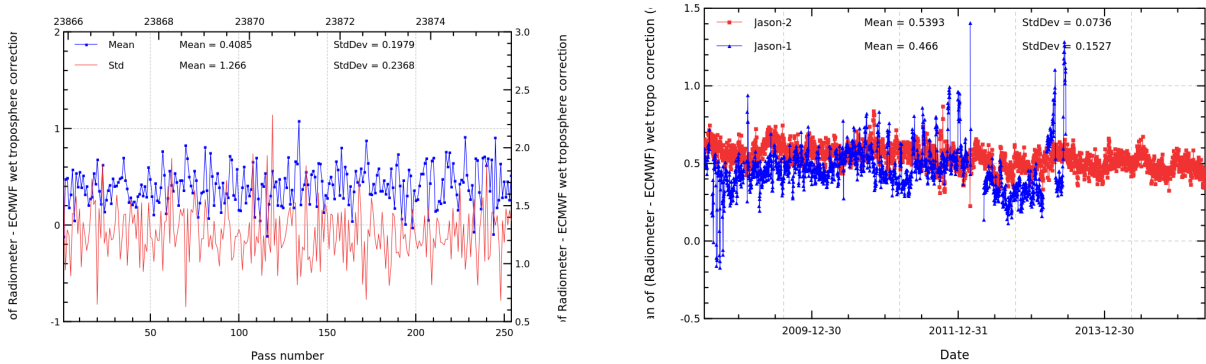 23866 23868 23870 23872 23874
of Radiometer - ECMWF wet troposphere correction
2
1
0
-1
Mean Mean = 0.4085 StdDev = 0.1979
Std Mean = 1.266 StdDev = 0.2368
3.0
2.5
2.0
1.5
1.0
0.5
of Radiometer - ECMWF wet troposphere correction
50 100 150 200 250
Pass number
an of (Radiometer - ECMWF) wet tropo correction (
1.5
1.0
0.5
0.0
-0.5
Jason-2 Mean = 0.5393 StdDev = 0.0736
Jason-1 Mean = 0.466 StdDev = 0.1527
2009-12-30 2011-12-31 2013-12-30
Date